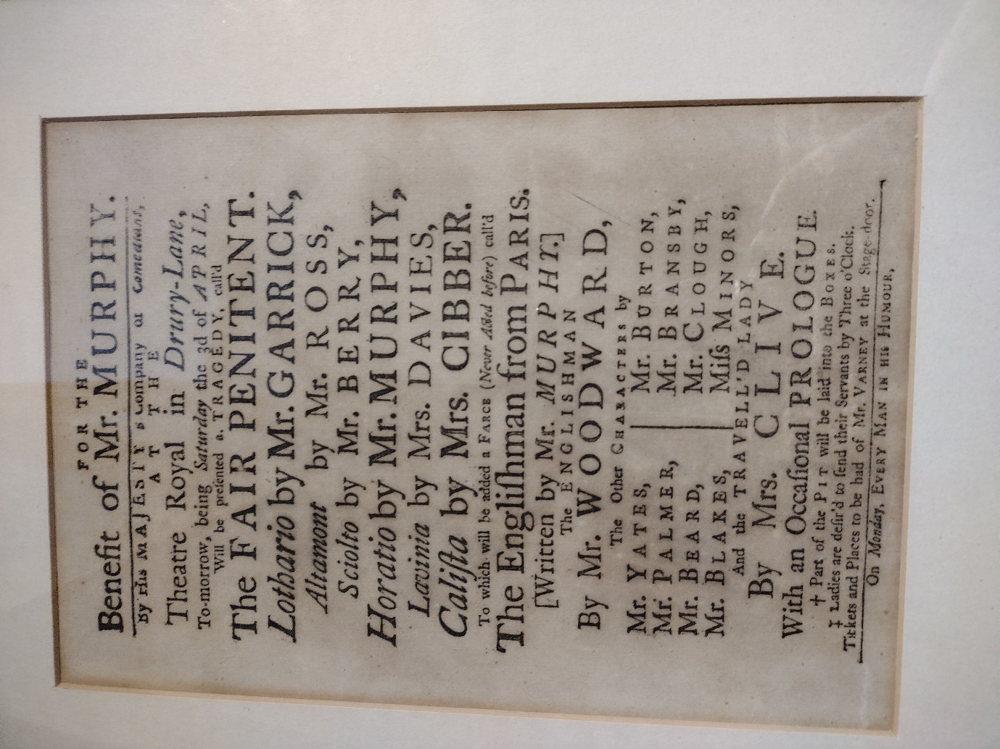 FOR THE
Benefit of Mr. MURPHY.
By His MAJESTY's Company of Comedians,
AT THE
Theatre Royal in Drury-Lane,
To-morrow, being Saturday the 3d of APRIL,
Will be preſented a TRAGEDY, call'd
The FAIR PENITENT.
Lothario by Mr. GARRICK,
Altamont by Mr. ROSS,
Sciolto by Mr. BERRY,
Horatio by Mr. MURPHY,
Lavinia by Mrs. DAVIES,
Caliſta by Mrs. CIBBER.
To which will be added a FARCE (Never Acted before) call'd
The Engliſhman from PARIS.
[Written by Mr. MURPHY.]
The ENGLISHMAN
By Mr. WOODWARD,
The Other CHARACTERS by
Mr. YATES, Mr. BURTON,
Mr. PALMER, Mr. BRANSBY,
Mr. BEARD, Mr. CLOUGH,
Mr. BLAKES, Miſs MINORS,
And the TRAVELL'D LADY
By Mrs. CLIVE.
With an Occaſional PROLOGUE.
† Part of the PIT will be laid into the BOXES.
‡ Ladies are deſir'd to ſend their Servants by Three o'Clock.
Tickets and Places to be had of Mr. VARNEY at the Stage-door.
On Monday, EVERY MAN IN HIS HUMOUR,